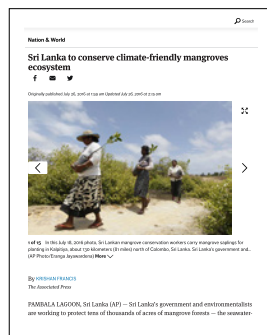 Search
Nation & World
Sri Lanka to conserve climate-friendly mangroves
ecosystem
Originally published July 26, 2016 at 1:59 am Updated July 26, 2016 at 2:19 am
1 of 15 In this July 18, 2016 photo, Sri Lankan mangrove conservation workers carry mangrove saplings for
planting in Kalpitiya, about 130 kilometers (81 miles) north of Colombo, Sri Lanka. Sri Lanka's government and...
(AP Photo/Eranga Jayawardena) More
By KRISHAN FRANCIS
The Associated Press
PAMBALA LAGOON, Sri Lanka (AP) — Sri Lanka's government and environmentalists
are working to protect tens of thousands of acres of mangrove forests — the seawater-